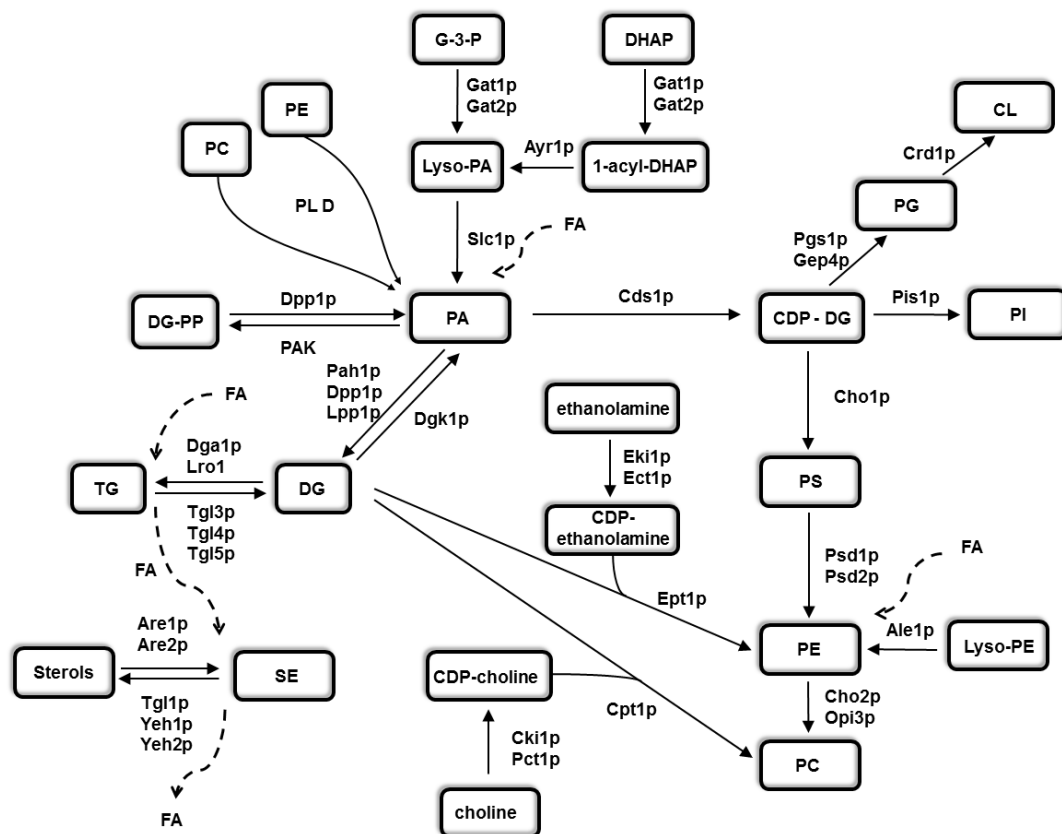 G-3-P
DHAP
Gat1p
Gat2p
Gat1p
Gat2p
PE
CL
PC
Ayr1p
Crd1p
Lyso-PA
1-acyl-DHAP
PL D
PG
FA
Slc1p
Pgs1p
Gep4p
Dpp1p
Cds1p
Pis1p
DG-PP
PA
CDP - DG
PI
PAK
Pah1p
Dpp1p
Lpp1p
Dgk1p
FA
ethanolamine
Cho1p
Dga1p
Lro1
Eki1p
Ect1p
TG
DG
PS
Tgl3p
Tgl4p
Tgl5p
CDP-
ethanolamine
FA
Psd1p
Psd2p
FA
Ept1p
Are1p
Are2p
Ale1p
PE
Lyso-PE
Sterols
SE
CDP-choline
Tgl1p
Yeh1p
Yeh2p
Cpt1p
Cho2p
Opi3p
Cki1p
Pct1p
PC
FA
choline